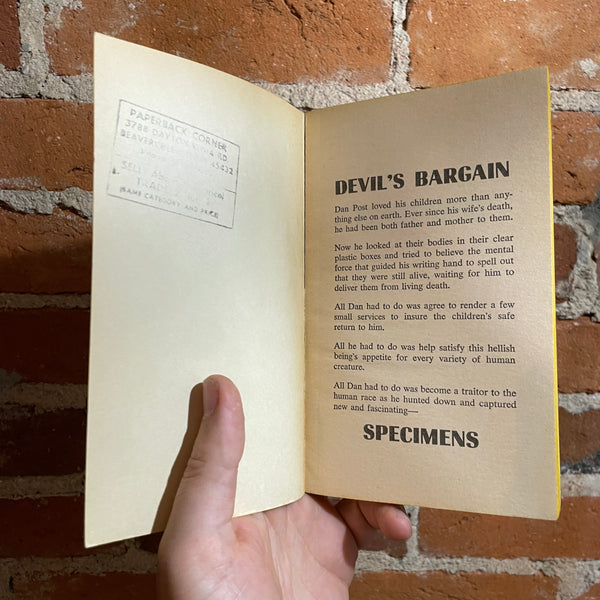 PAPERBACK CORNER
3788 DAYTON RD.
BEAVERCREEK 45432
SELL
TRADE
(SAME CATEGORY AND PRICE)
DEVIL'S BARGAIN
Dan Post loved his children more than any-
thing else on earth. Ever since his wife's death,
he had been both father and mother to them.
Now he looked at their bodies in their clear
plastic boxes and tried to believe the mental
force that guided his writing hand to spell out
that they were still alive, waiting for him to
deliver them from living death.
All Dan had to do was agree to render a few
small services to insure the children's safe
return to him.
All he had to do was help satisfy this hellish
being's appetite for every variety of human
creature.
All Dan had to do was become a traitor to the
human race as he hunted down and captured
new and fascinating—
SPECIMENS